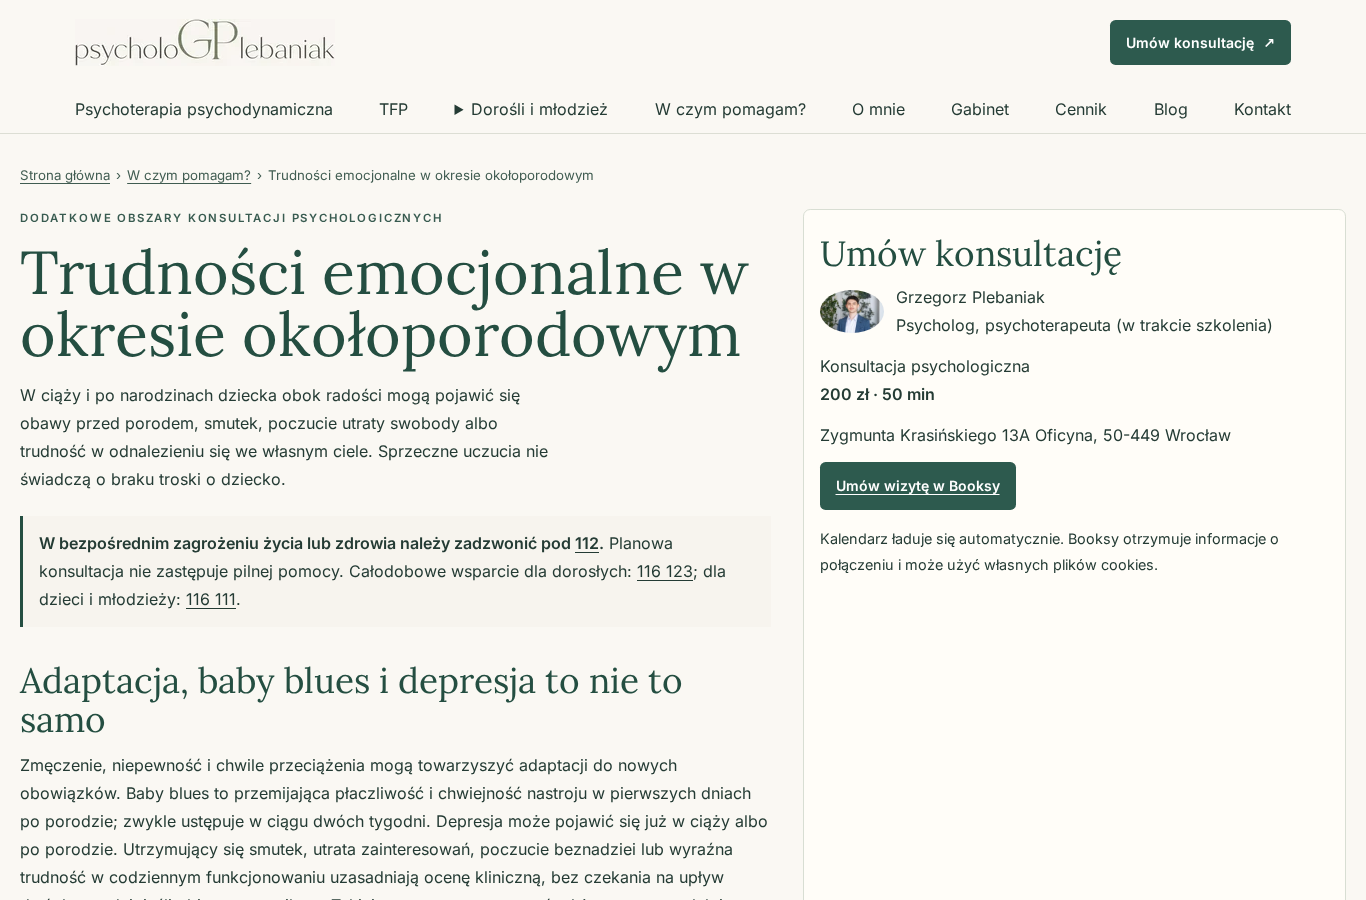 psycholoGPlebaniak
Umów konsultację ↗
Psychoterapia psychodynamiczna TFP ▶ Dorośli i młodzież W czym pomagam? O mnie Gabinet Cennik Blog Kontakt
Strona główna › W czym pomagam? › Trudności emocjonalne w okresie okołoporodowym
DODATKOWE OBSZARY KONSULTACJI PSYCHOLOGICZNYCH
Trudności emocjonalne w
okresie okołoporodowym
W ciąży i po narodzinach dziecka obok radości mogą pojawić się
obawy przed porodem, smutek, poczucie utraty swobody albo
trudność w odnalezieniu się we własnym ciele. Sprzeczne uczucia nie
świadczą o braku troski o dziecko.
W bezpośrednim zagrożeniu życia lub zdrowia należy zadzwonić pod 112. Planowa
konsultacja nie zastępuje pilnej pomocy. Całodobowe wsparcie dla dorosłych: 116 123; dla
dzieci i młodzieży: 116 111.
Adaptacja, baby blues i depresja to nie to
samo
Zmęczenie, niepewność i chwile przeciążenia mogą towarzyszyć adaptacji do nowych
obowiązków. Baby blues to przemijająca płaczliwość i chwiejność nastroju w pierwszych dniach
po porodzie; zwykle ustępuje w ciągu dwóch tygodni. Depresja może pojawić się już w ciąży albo
po porodzie. Utrzymujący się smutek, utrata zainteresowań, poczucie beznadziei lub wyraźna
trudność w codziennym funkcjonowaniu uzasadniają ocenę kliniczną, bez czekania na upływ
Umów konsultację
Grzegorz Plebaniak
Psycholog, psychoterapeuta (w trakcie szkolenia)
Konsultacja psychologiczna
200 zł · 50 min
Zygmunta Krasińskiego 13A Oficyna, 50-449 Wrocław
Umów wizytę w Booksy
Kalendarz ładuje się automatycznie. Booksy otrzymuje informacje o
połączeniu i może użyć własnych plików cookies.